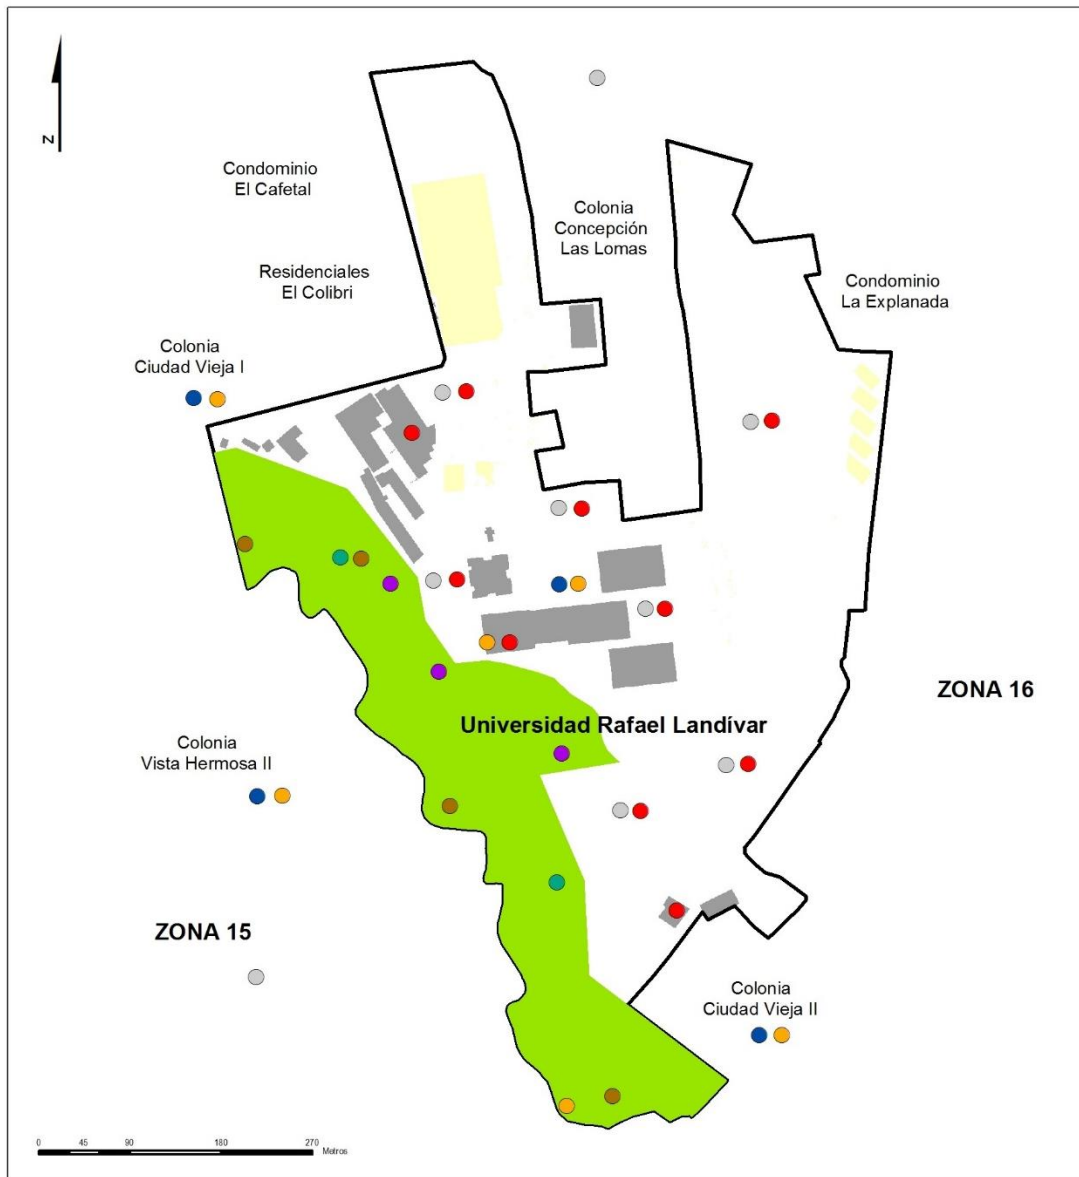 Z
Condominio
El Cafetal
Colonia
Concepción
Las Lomas
Residenciales
El Colibri
Condominio
La Explanada
Colonia
Ciudad Vieja I
ZONA 16
Universidad Rafael Landívar
Colonia
Vista Hermosa II
ZONA 15
Colonia
Ciudad Vieja II
0 45 90 180 270
Metros